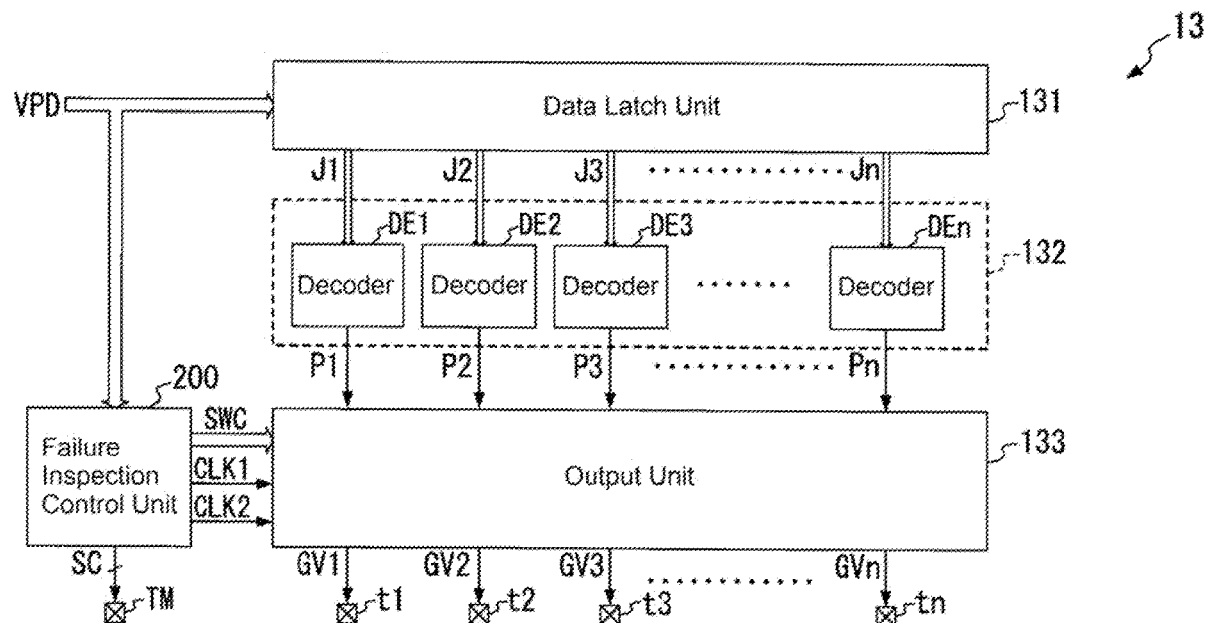 13
VPD
Data Latch Unit
131
J1 J2 J3 Jn
DE1 DE2 DE3 DEn
Decoder Decoder Decoder Decoder
132
P1 P2 P3 Pn
200
Failure
Inspection
Control Unit
SWC
CLK1
CLK2
Output Unit
133
SC GV1 GV2 GV3 GVn
TM t1 t2 t3 tn